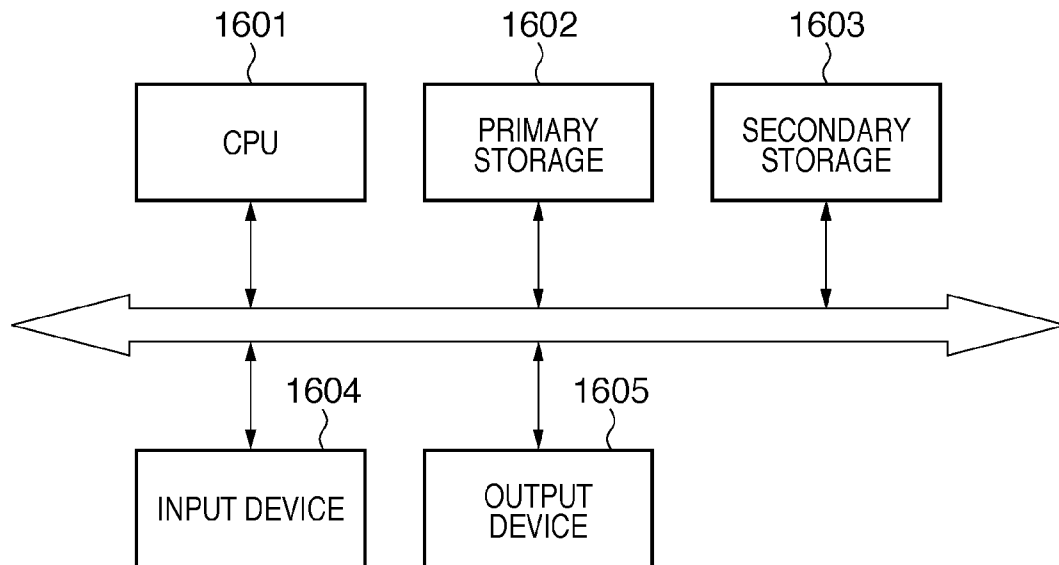 1601
1602
1603
CPU
PRIMARY
STORAGE
SECONDARY
STORAGE
1604
1605
INPUT DEVICE
OUTPUT
DEVICE